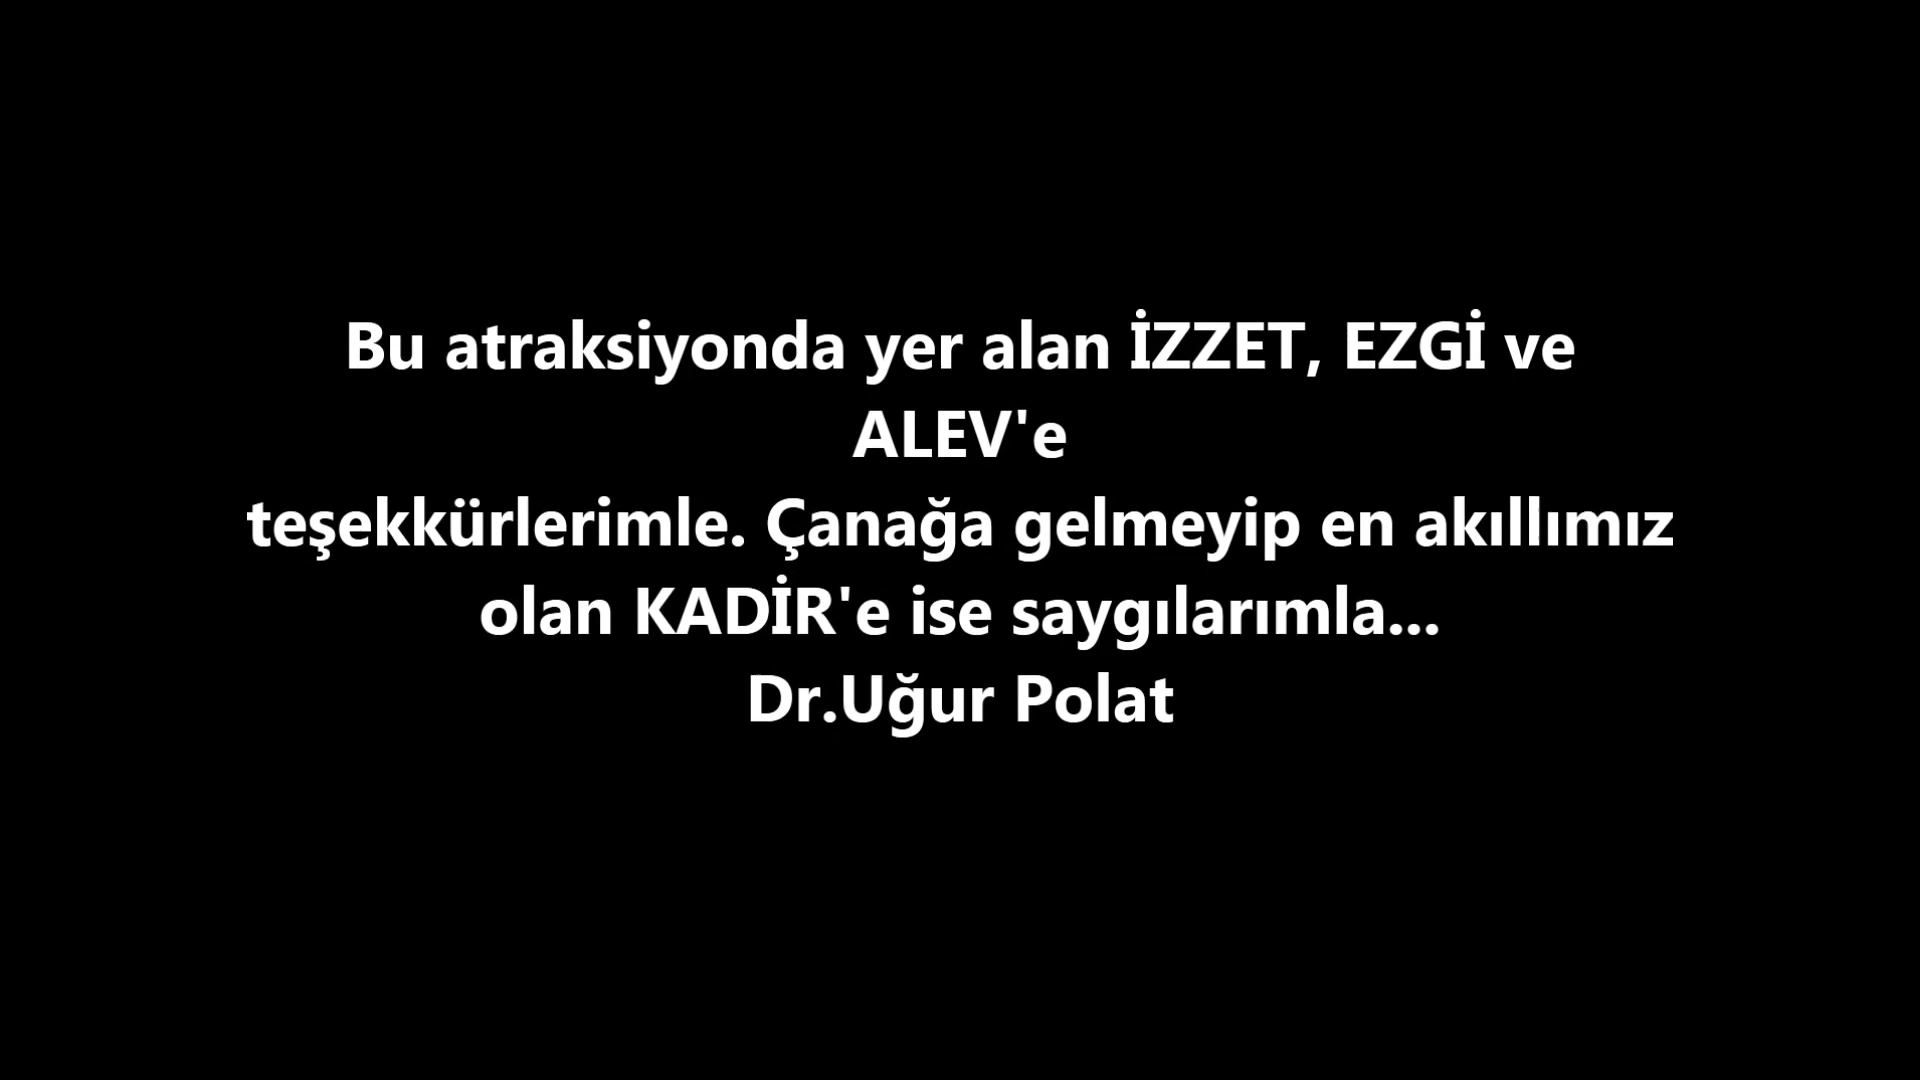 Bu atraksiyonda yer alan İZZET, EZGİ ve
ALEV'e
teşekkürlerimle. Çanağa gelmeyip en akıllımız
olan KADİR'e ise saygılarımla...
Dr.Uğur Polat